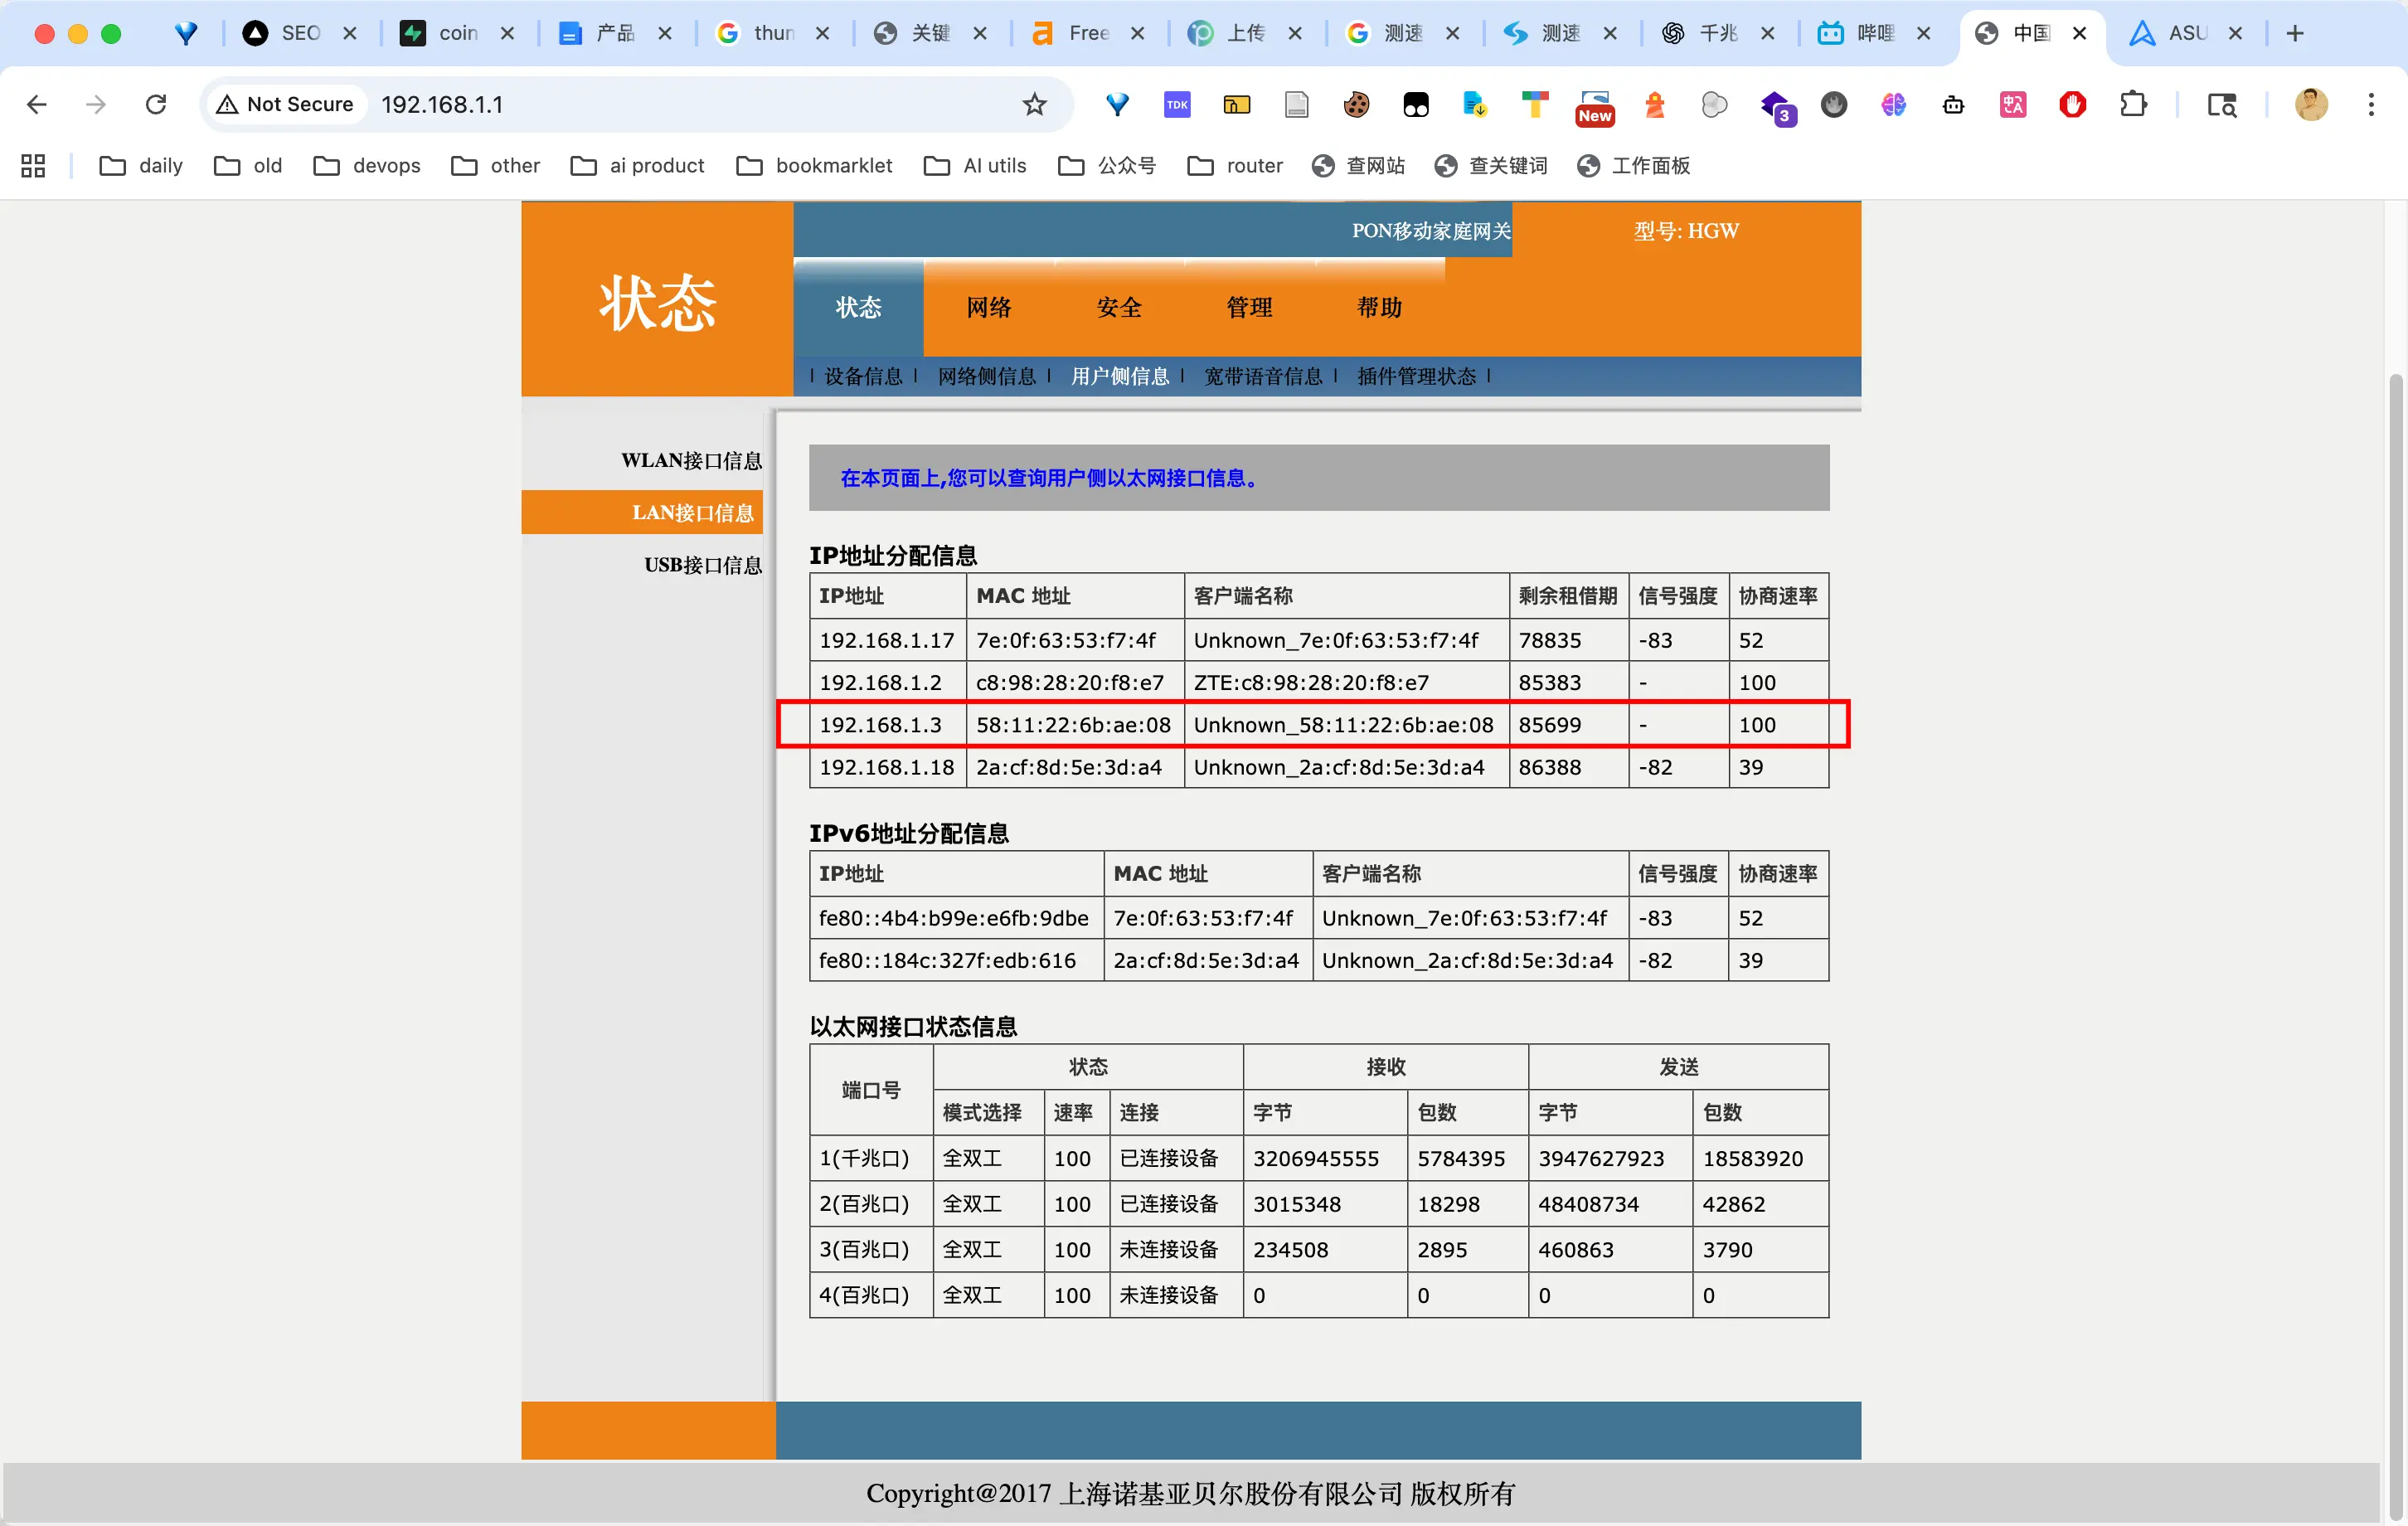 SEO
coin
产品
thun
关键
Free
上传
测速
测速
千兆
哔哩
中国
ASU
Not Secure
192.168.1.1
TDK
New
3
daily
old
devops
other
ai product
bookmarklet
AI utils
公众号
router
查网站
查关键词
工作面板
PON移动家庭网关
型号: HGW
状态
状态 网络 安全 管理 帮助
| 设备信息 | 网络侧信息 | 用户侧信息 | 宽带语音信息 | 插件管理状态 |
WLAN接口信息
LAN接口信息
USB接口信息
在本页面上,您可以查询用户侧以太网接口信息。
IP地址分配信息
IP地址 MAC 地址 客户端名称 剩余租借期 信号强度 协商速率
192.168.1.17 7e:0f:63:53:f7:4f Unknown_7e:0f:63:53:f7:4f 78835 -83 52
192.168.1.2 c8:98:28:20:f8:e7 ZTE:c8:98:28:20:f8:e7 85383 - 100
192.168.1.3 58:11:22:6b:ae:08 Unknown_58:11:22:6b:ae:08 85699 - 100
192.168.1.18 2a:cf:8d:5e:3d:a4 Unknown_2a:cf:8d:5e:3d:a4 86388 -82 39
IPv6地址分配信息
IP地址 MAC 地址 客户端名称 信号强度 协商速率
fe80::4b4:b99e:e6fb:9dbe 7e:0f:63:53:f7:4f Unknown_7e:0f:63:53:f7:4f -83 52
fe80::184c:327f:edb:616 2a:cf:8d:5e:3d:a4 Unknown_2a:cf:8d:5e:3d:a4 -82 39
以太网接口状态信息
端口号 状态 接收 发送
模式选择 速率 连接 字节 包数 字节 包数
1(千兆口) 全双工 100 已连接设备 3206945555 5784395 3947627923 18583920
2(百兆口) 全双工 100 已连接设备 3015348 18298 48408734 42862
3(百兆口) 全双工 100 未连接设备 234508 2895 460863 3790
4(百兆口) 全双工 100 未连接设备 0 0 0 0
Copyright@2017 上海诺基亚贝尔股份有限公司 版权所有